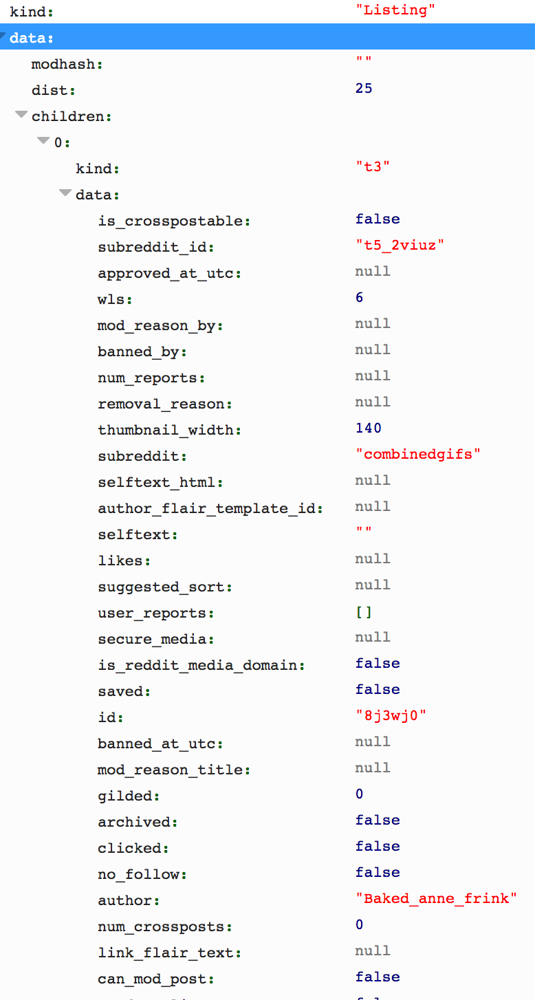 kind: "Listing"
data:
modhash: ""
dist: 25
children:
0:
kind: "t3"
data:
is_crosspostable: false
subreddit_id: "t5_2viuz"
approved_at_utc: null
wls: 6
mod_reason_by: null
banned_by: null
num_reports: null
removal_reason: null
thumbnail_width: 140
subreddit: "combinedgifs"
selftext_html: null
author_flair_template_id: null
selftext: ""
likes: null
suggested_sort: null
user_reports: []
secure_media: null
is_reddit_media_domain: false
saved: false
id: "8j3wj0"
banned_at_utc: null
mod_reason_title: null
gilded: 0
archived: false
clicked: false
no_follow: false
author: "Baked_anne_frink"
num_crossposts: 0
link_flair_text: null
can_mod_post: false